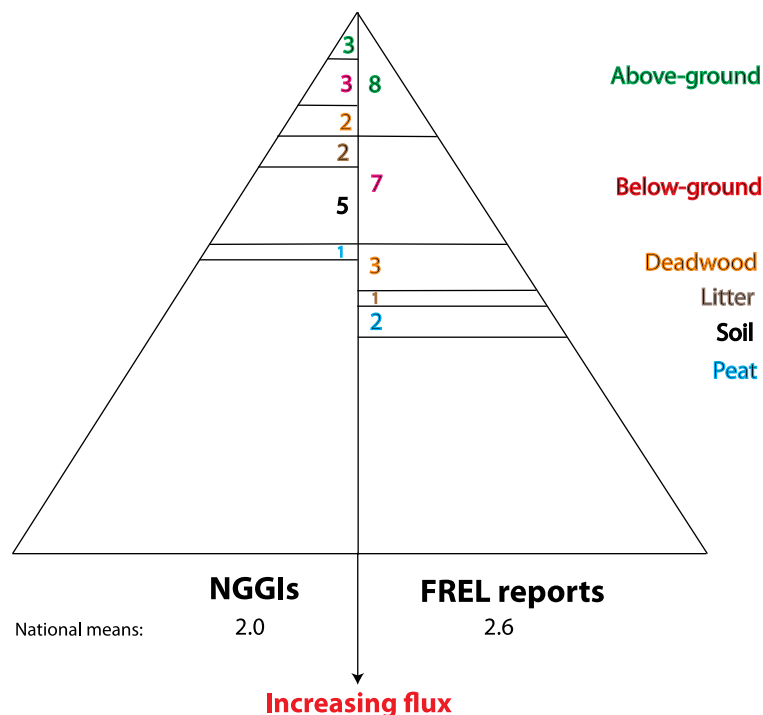 3
3 8
Above-ground
2
2
7
Below-ground
5
1
3
Deadwood
1
Litter
2
Soil
Peat
NGGIs FREL reports
National means: 2.0 2.6
Increasing flux